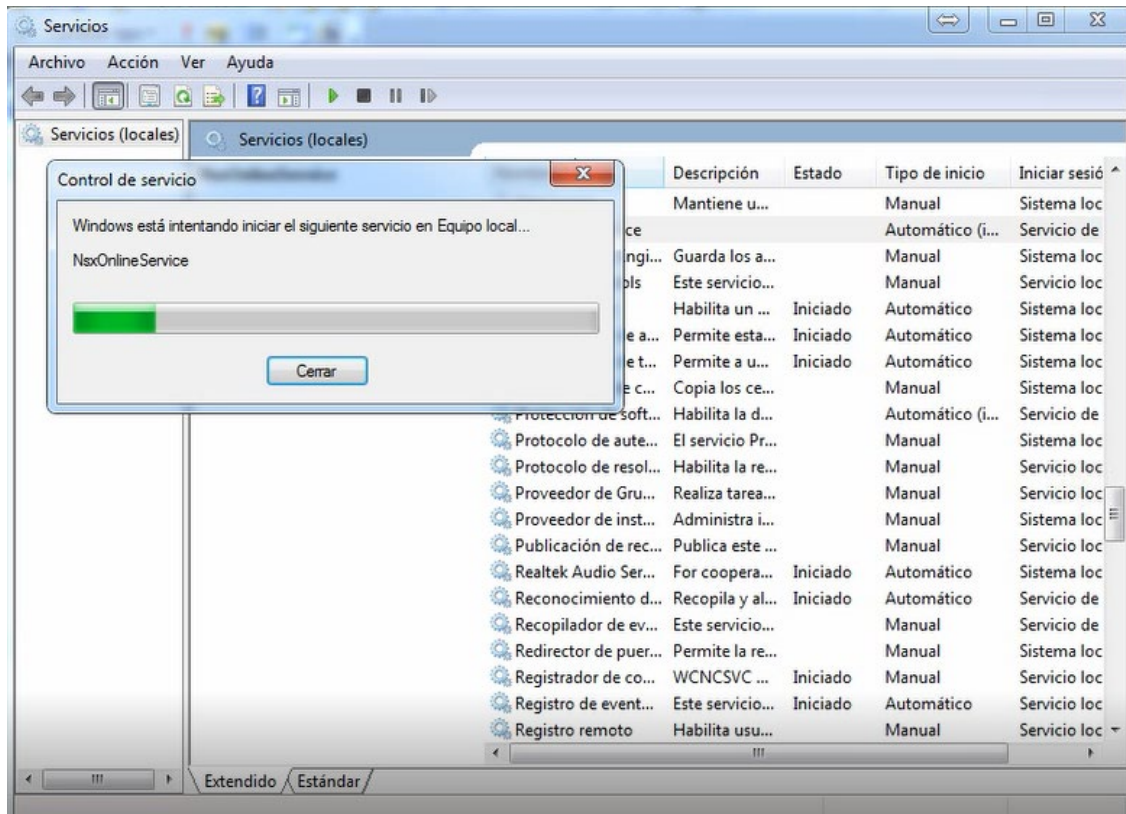 Servicios
Archivo Acción Ver Ayuda
Servicios (locales)
Servicios (locales)
Control de servicio
Windows está intentando iniciar el siguiente servicio en Equipo local...
NsxOnlineService
Cerrar
Descripción Estado Tipo de inicio Iniciar sesió
Mantiene u... Manual Sistema loc
ce Automático (i... Servicio de
ngi... Guarda los a... Manual Sistema loc
ols Este servicio... Manual Servicio loc
Habilita un ... Iniciado Automático Sistema loc
e a... Permite esta... Iniciado Automático Sistema loc
e t... Permite a u... Iniciado Automático Sistema loc
e c... Copia los ce... Manual Sistema loc
Protección de soft... Habilita la d... Automático (i... Servicio de
Protocolo de aute... El servicio Pr... Manual Sistema loc
Protocolo de resol... Habilita la re... Manual Servicio loc
Proveedor de Gru... Realiza tarea... Manual Servicio loc
Proveedor de inst... Administra i... Manual Sistema loc
Publicación de rec... Publica este ... Manual Servicio loc
Realtek Audio Ser... For coopera... Iniciado Automático Sistema loc
Reconocimiento d... Recopila y al... Iniciado Automático Servicio de
Recopilador de ev... Este servicio... Manual Servicio de
Redirector de puer... Permite la re... Manual Sistema loc
Registrador de co... WCNCSVC ... Iniciado Manual Servicio loc
Registro de event... Este servicio... Iniciado Automático Servicio loc
Registro remoto Habilita usu... Manual Servicio loc
Extendido Estándar